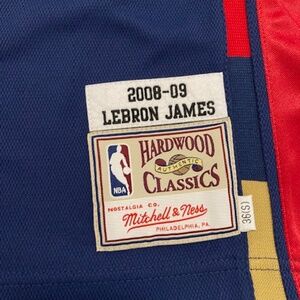 2008-09
LEBRON JAMES
HARDWOOD
AUTHENTIC
CLASSICS
NBA
NOSTALGIA CO.
Mitchell & Ness
PHILADELPHIA, PA.
36(S)